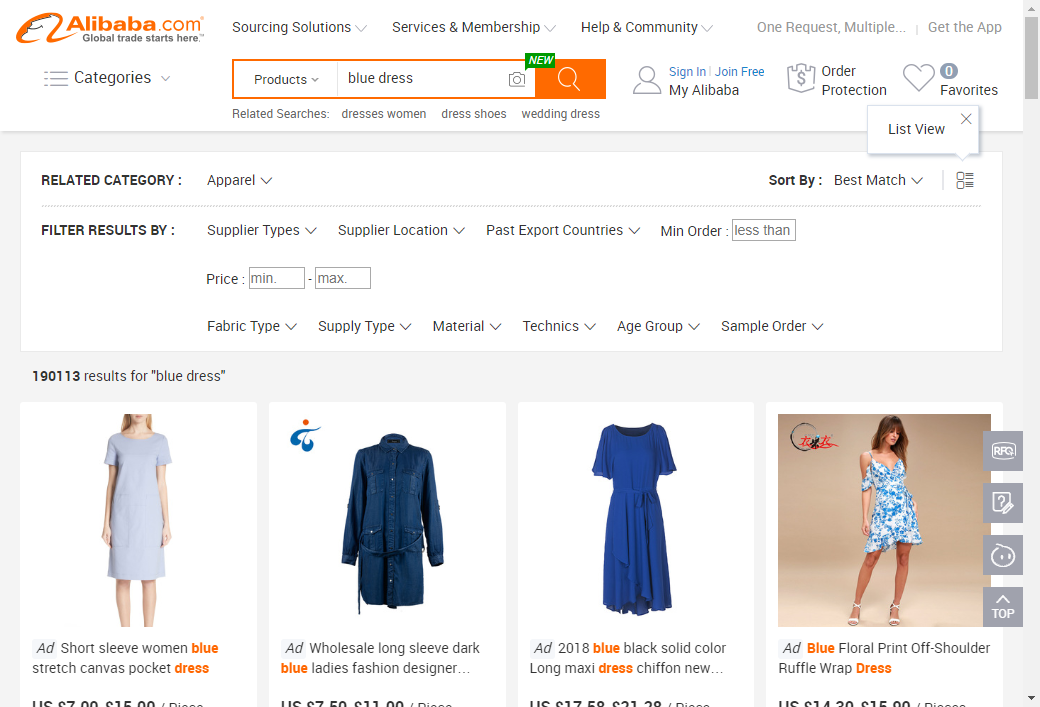 Alibaba.com
Global trade starts here.™
Sourcing Solutions
Services & Membership
Help & Community
One Request, Multiple...
Get the App
Categories
Products
blue dress
NEW
Sign In
Join Free
My Alibaba
Order
Protection
0
Favorites
Related Searches:
dresses women
dress shoes
wedding dress
List View
RELATED CATEGORY :
Apparel
Sort By :
Best Match
FILTER RESULTS BY :
Supplier Types
Supplier Location
Past Export Countries
Min Order :
less than
Price :
min.
-
max.
Fabric Type
Supply Type
Material
Technics
Age Group
Sample Order
190113 results for "blue dress"
RFQ
TOP
Ad Short sleeve women blue
stretch canvas pocket dress
Ad Wholesale long sleeve dark
blue ladies fashion designer...
Ad 2018 blue black solid color
Long maxi dress chiffon new...
Ad Blue Floral Print Off-Shoulder
Ruffle Wrap Dress
US $7.00-$15.00 / Piece
US $7.50-$11.00 / Piece
US $17.58-$21.28 / Piece
US $14.30-$15.90 / Pieces